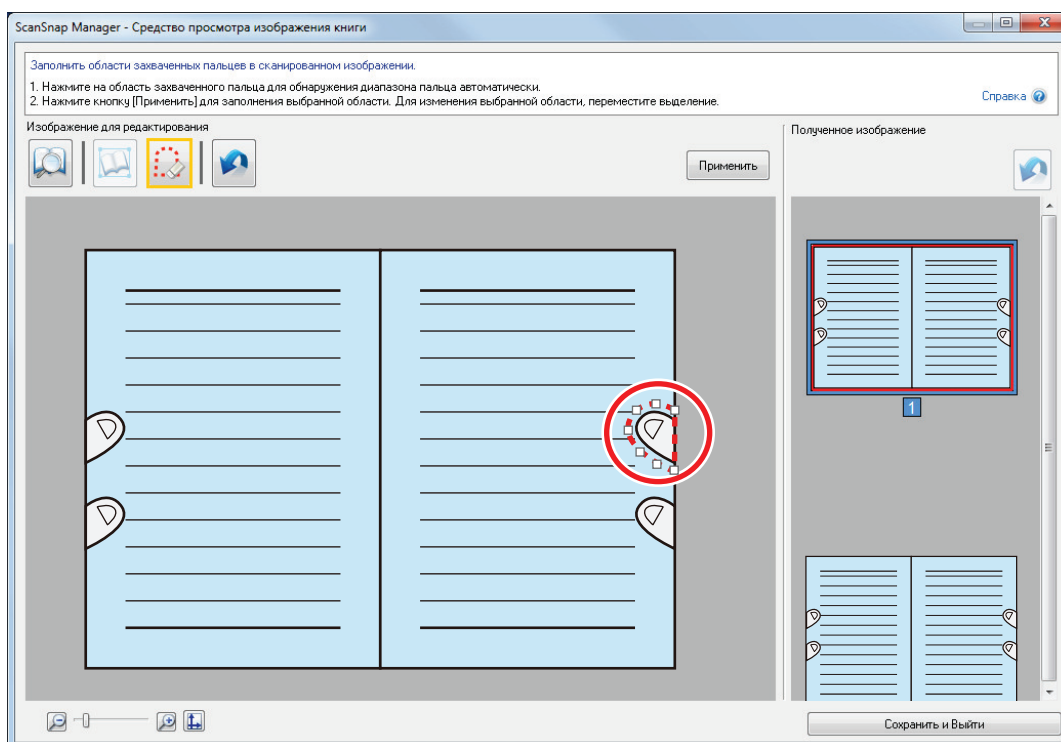 ScanSnap Manager - Средство просмотра изображения книги
Заполнить области захваченных пальцев в сканированном изображении.
1. Нажмите на область захваченного пальца для обнаружения диапазона пальца автоматически.
2. Нажмите кнопку [Применить] для заполнения выбранной области. Для изменения выбранной области, переместите выделение.
Справка
Изображение для редактирования
Полученное изображение
Применить
1
Сохранить и Выйти